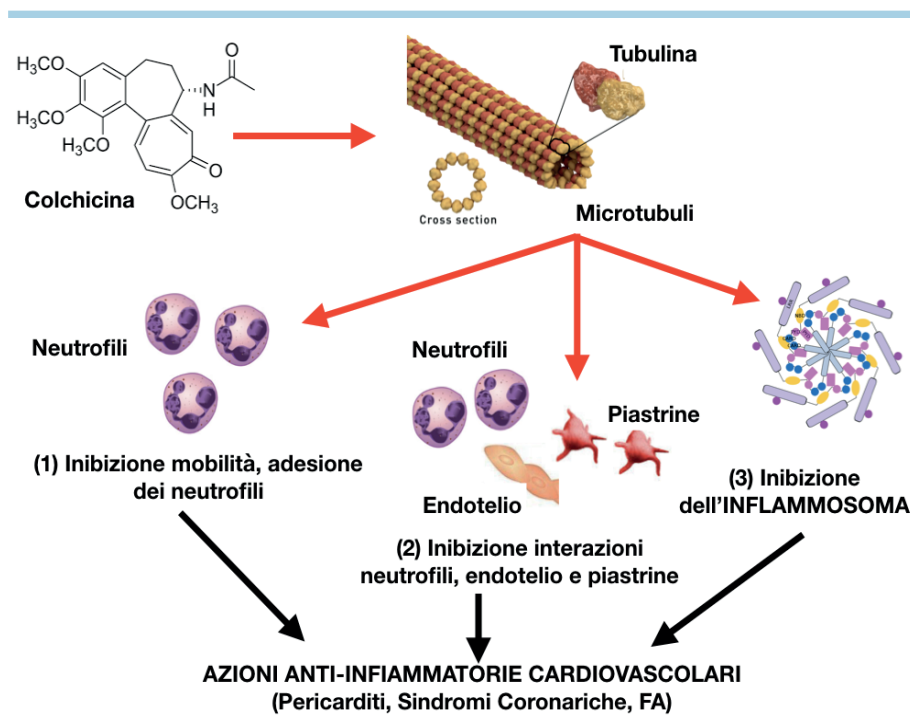 H₃CO
H₃CO
H₃CO
O
N
H
O
OCH₃
Colchicina
Tubulina
Cross section
Microtubuli
Neutrofili
(1) Inibizione mobilità, adesione
dei neutrofili
Neutrofili
Piastrine
Endotelio
(2) Inibizione interazioni
neutrofili, endotelio e piastrine
(3) Inibizione
dell'INFLAMMOSOMA
AZIONI ANTI-INFIAMMATORIE CARDIOVASCOLARI
(Pericarditi, Sindromi Coronariche, FA)